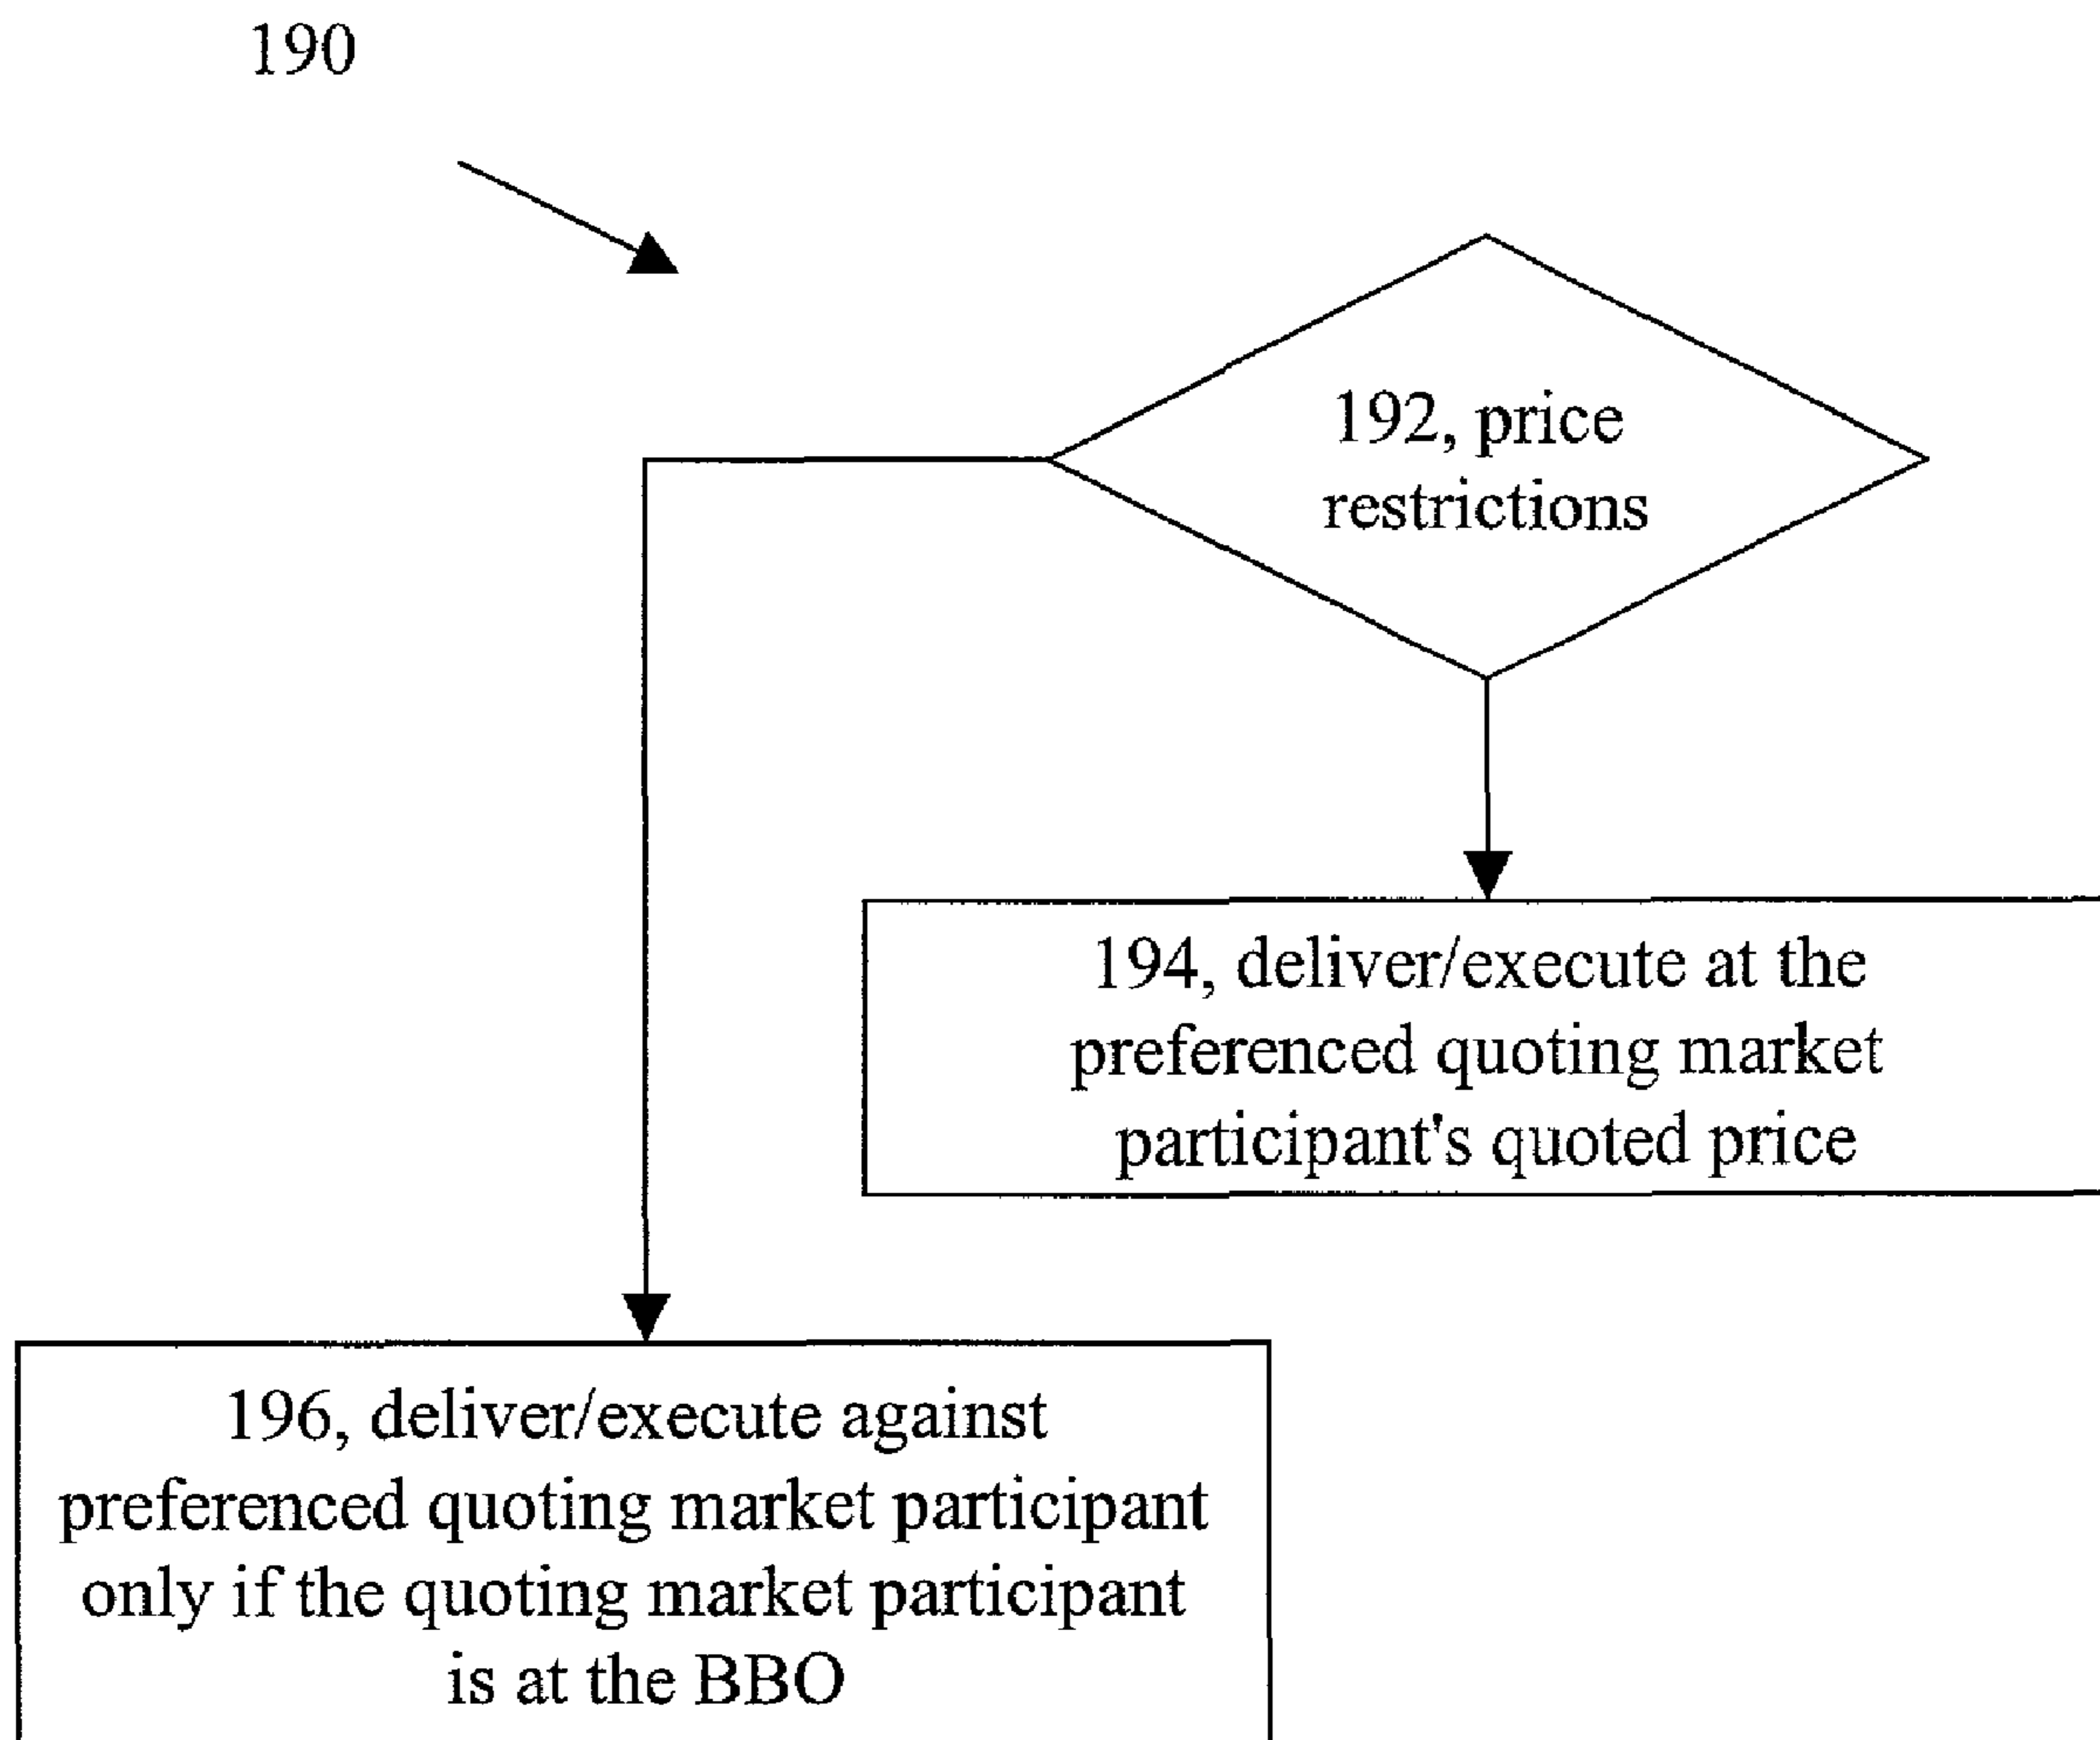 190
192, price
restrictions
194, deliver/execute at the
preferenced quoting market
participant's quoted price
196, deliver/execute against
preferenced quoting market participant
only if the quoting market participant
is at the BBO